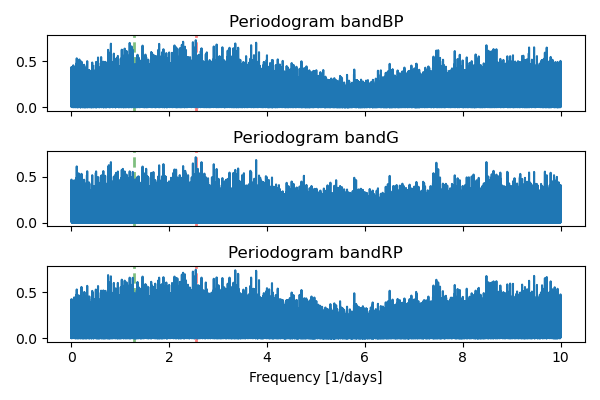 Periodogram bandBP
0.5
0.0
Periodogram bandG
0.5
0.0
Periodogram bandRP
0.5
0.0
0 2 4 6 8 10
Frequency [1/days]